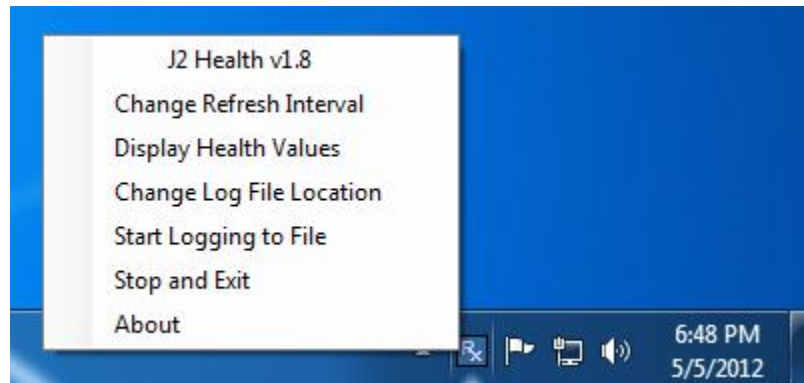 J2 Health v1.8
Change Refresh Interval
Display Health Values
Change Log File Location
Start Logging to File
Stop and Exit
About
Rx
6:48 PM
5/5/2012